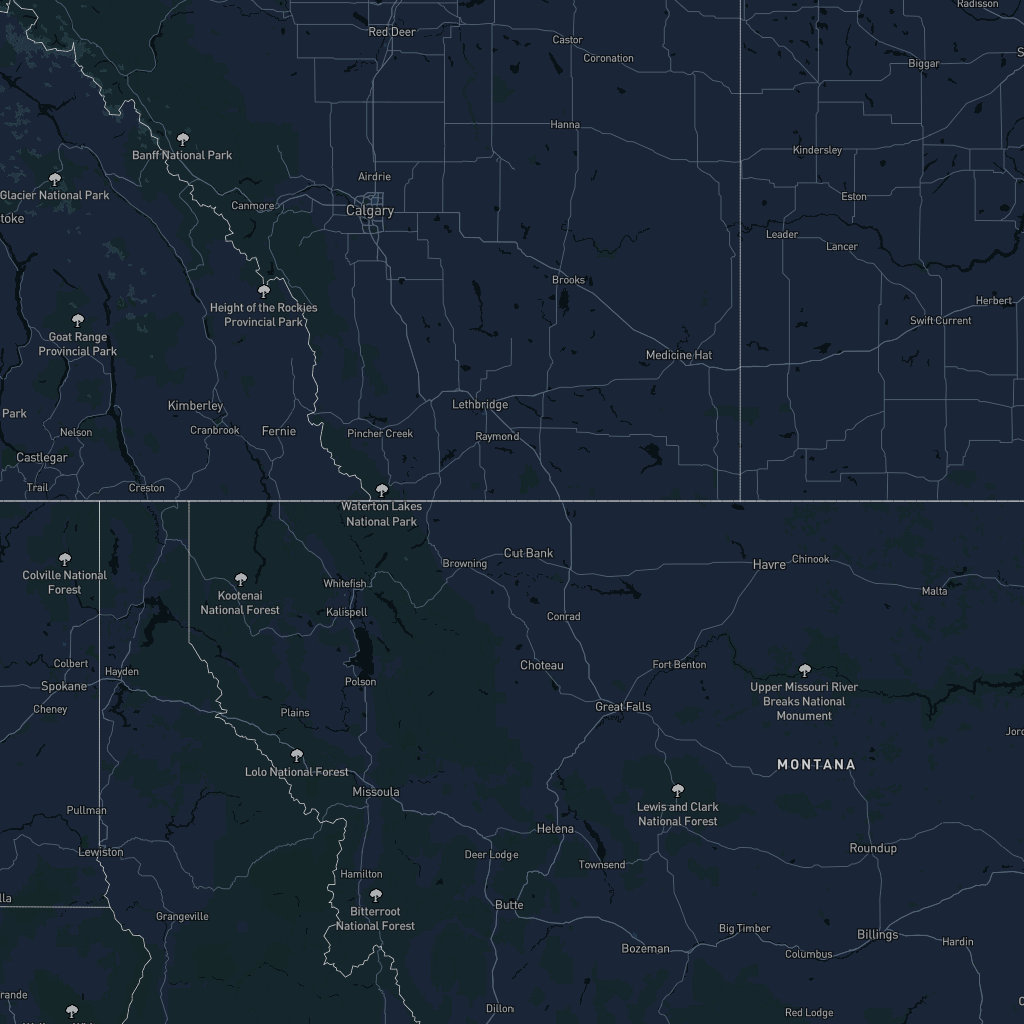 Radisson
Red Deer
Castor
Coronation
Biggar
Hanna
Banff National Park
Kindersley
Airdrie
Glacier National Park
Eston
Canmore
Calgary
toke
Leader
Lancer
Brooks
Height of the Rockies
Provincial Park
Herbert
Swift Current
Goat Range
Provincial Park
Medicine Hat
Kimberley
Lethbridge
Park
Nelson
Cranbrook
Fernie
Pincher Creek
Raymond
Castlegar
Trail
Creston
Waterton Lakes
National Park
Cut Bank
Browning
Havre
Chinook
Colville National
Forest
Whitefish
Kootenai
National Forest
Malta
Kalispell
Conrad
Colbert
Hayden
Choteau
Fort Benton
Spokane
Polson
Upper Missouri River
Breaks National
Monument
Cheney
Plains
Great Falls
Jor
MONTANA
Lolo National Forest
Missoula
Pullman
Lewis and Clark
National Forest
Helena
Lewiston
Deer Lodge
Townsend
Roundup
Hamilton
lla
Butte
Bitterroot
National Forest
Grangeville
Big Timber
Billings
Bozeman
Columbus
Hardin
rande
Dillon
Red Lodge